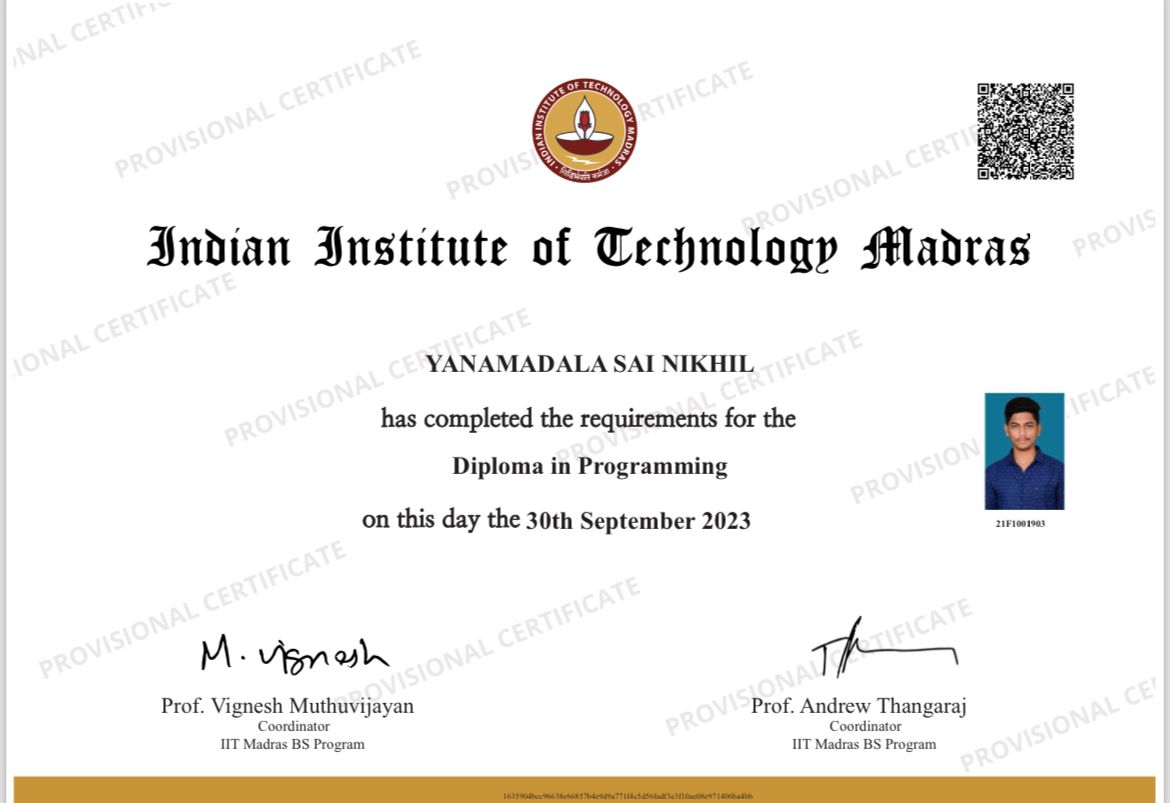 PROVISIONAL CERTIFICATE
INDIAN INSTITUTE OF TECHNOLOGY MADRAS
सिद्धिर्भवति कर्मजा
Indian Institute of Technology Madras
YANAMADALA SAI NIKHIL
has completed the requirements for the
Diploma in Programming
on this day the 30th September 2023
21F1001903
M. Vignesh
Prof. Vignesh Muthuvijayan
Coordinator
IIT Madras BS Program
Prof. Andrew Thangaraj
Coordinator
IIT Madras BS Program